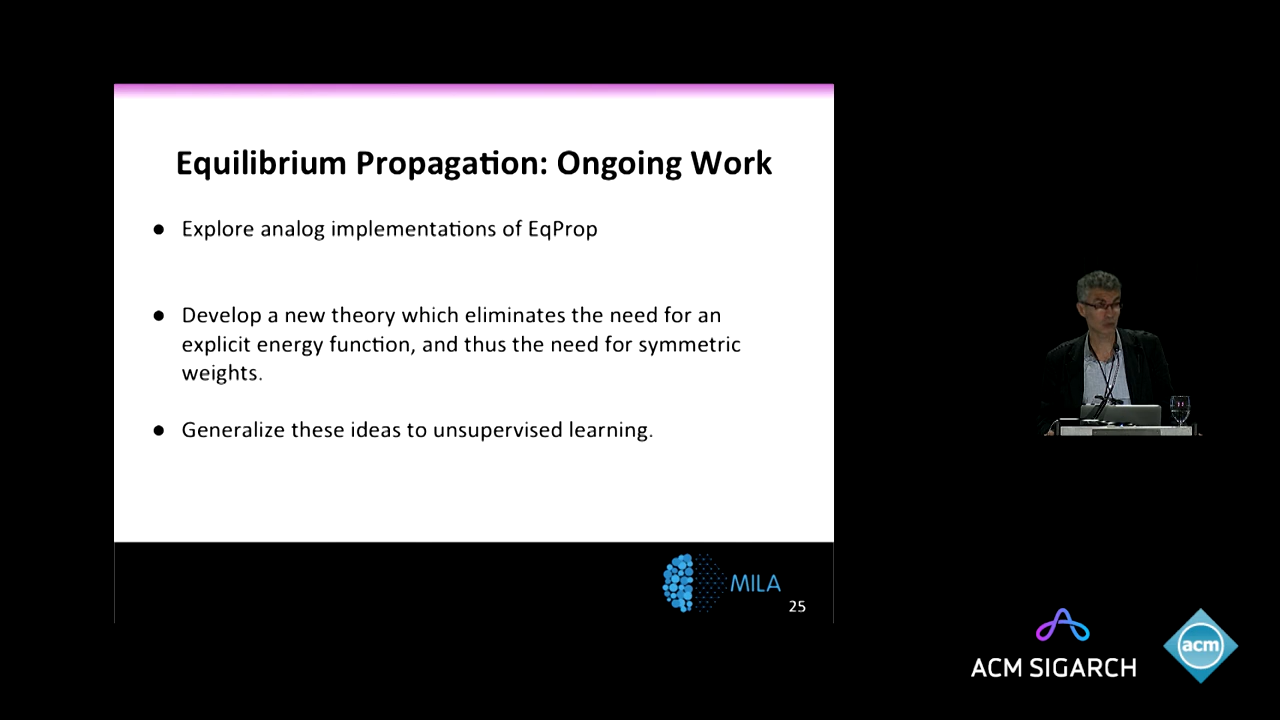 Equilibrium Propagation: Ongoing Work
● Explore analog implementations of EqProp
● Develop a new theory which eliminates the need for an
explicit energy function, and thus the need for symmetric
weights.
● Generalize these ideas to unsupervised learning.
MILA
25
ACM SIGARCH
acm